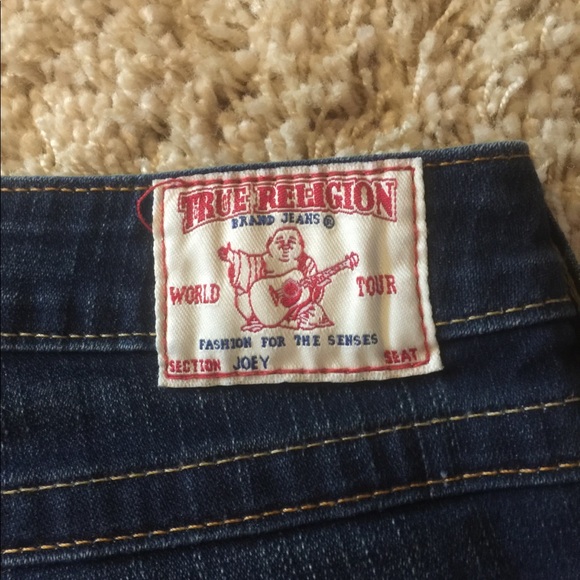 TRUE RELIGION
BRAND JEANS ®
WORLD TOUR
FASHION FOR THE SENSES
SECTION JOEY SEAT